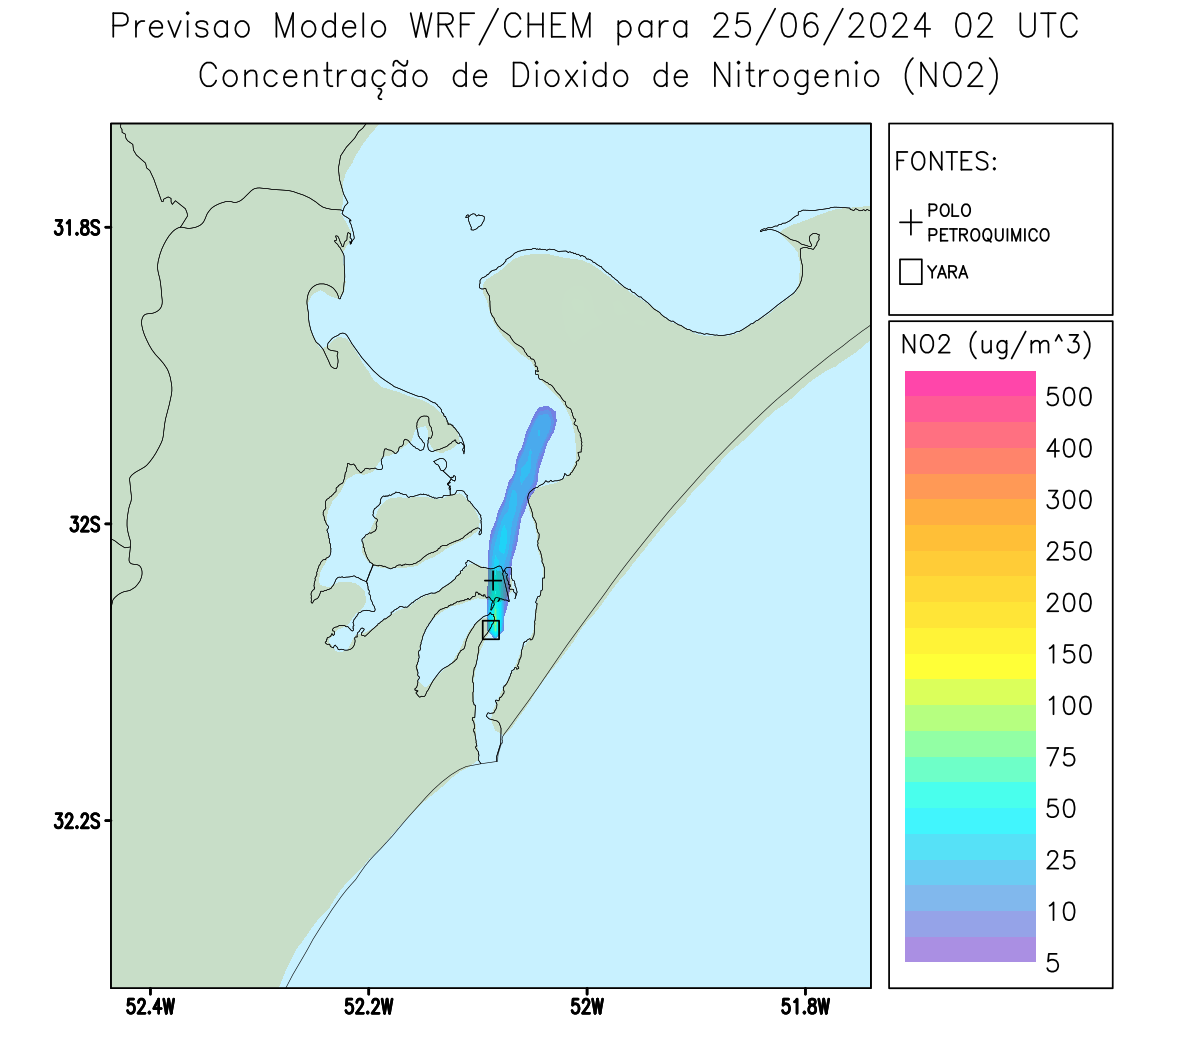 Previsao Modelo WRF/CHEM para 25/06/2024 02 UTC
Concentração de Dioxido de Nitrogenio (NO2)
FONTES:
POLO
PETROQUIMICO
YARA
31.8S
32S
32.2S
52.4W
52.2W
52W
51.8W
NO2 (ug/m^3)
500
400
300
250
200
150
100
75
50
25
10
5